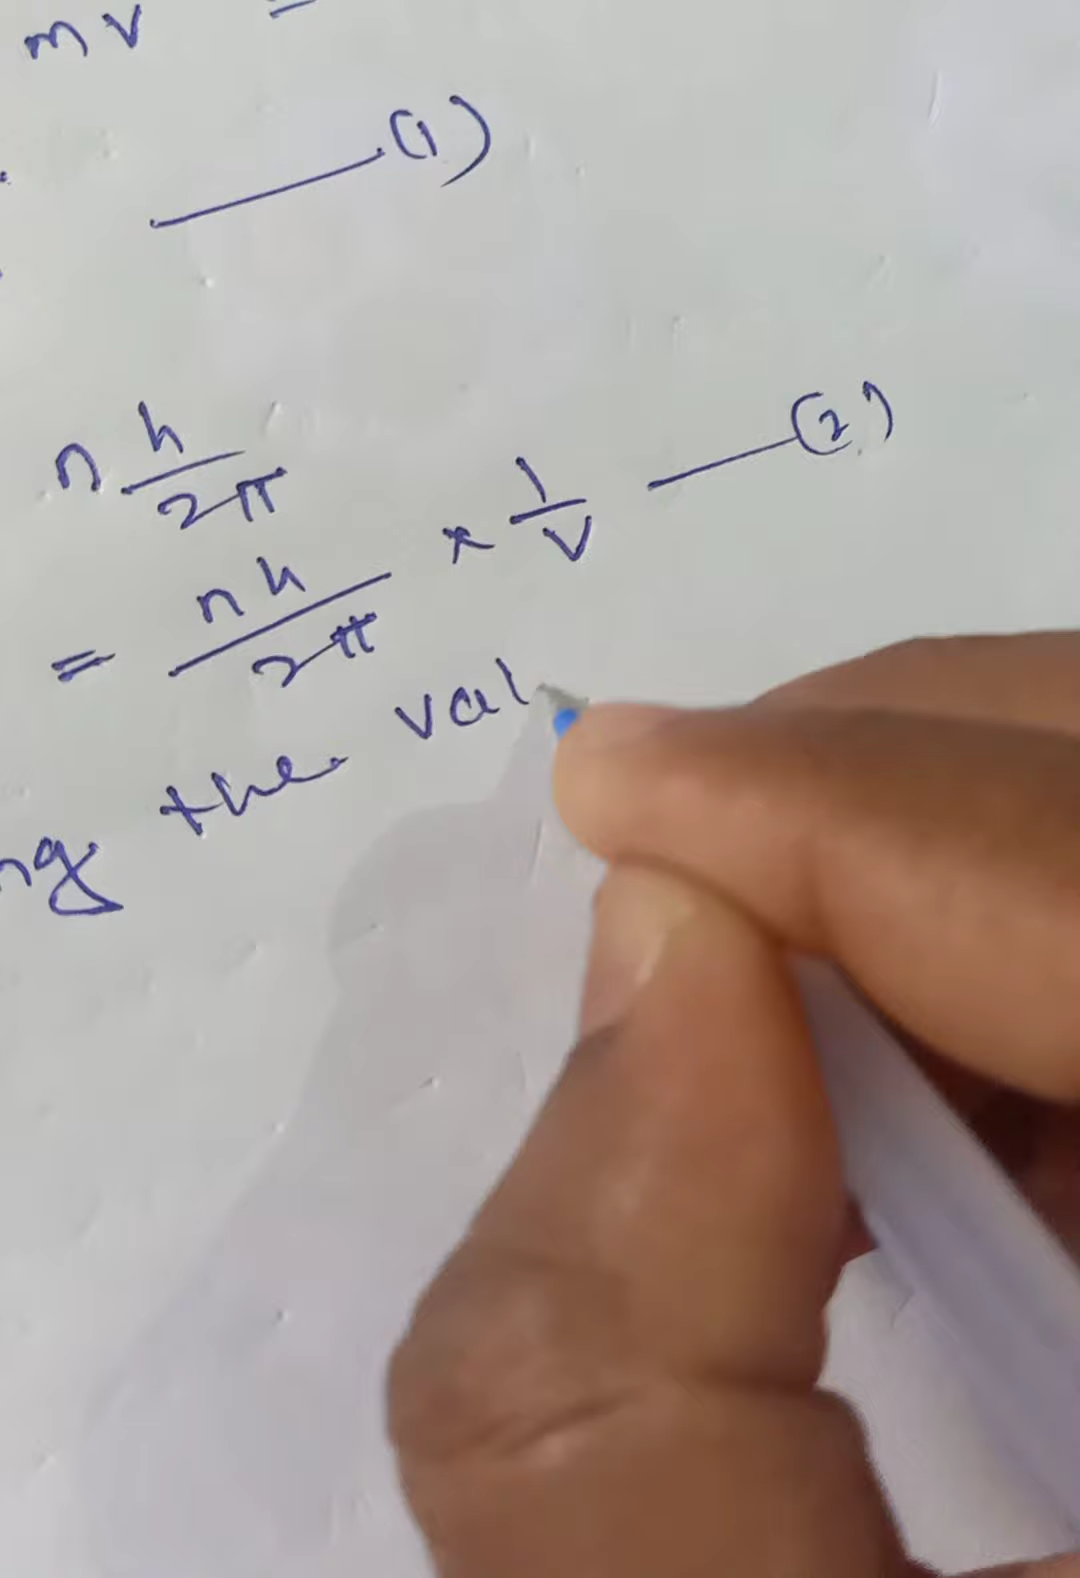 mv =
(1)
n h/2π
= nh/2π × 1/v (2)
ng the val